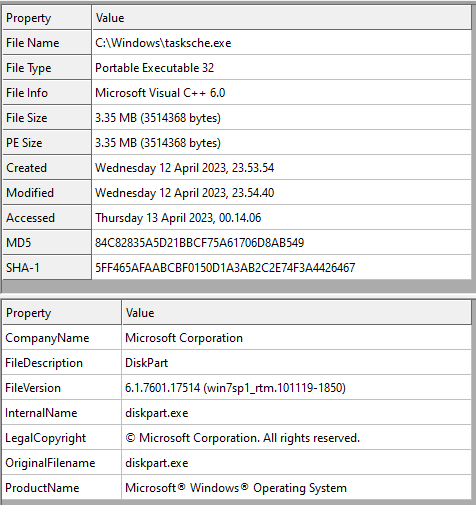 Property Value
File Name C:\Windows\tasksche.exe
File Type Portable Executable 32
File Info Microsoft Visual C++ 6.0
File Size 3.35 MB (3514368 bytes)
PE Size 3.35 MB (3514368 bytes)
Created Wednesday 12 April 2023, 23.53.54
Modified Wednesday 12 April 2023, 23.54.40
Accessed Thursday 13 April 2023, 00.14.06
MD5 84C82835A5D21BBCF75A61706D8AB549
SHA-1 5FF465AFAABCBF0150D1A3AB2C2E74F3A4426467
Property Value
CompanyName Microsoft Corporation
FileDescription DiskPart
FileVersion 6.1.7601.17514 (win7sp1_rtm.101119-1850)
InternalName diskpart.exe
LegalCopyright © Microsoft Corporation. All rights reserved.
OriginalFilename diskpart.exe
ProductName Microsoft® Windows® Operating System